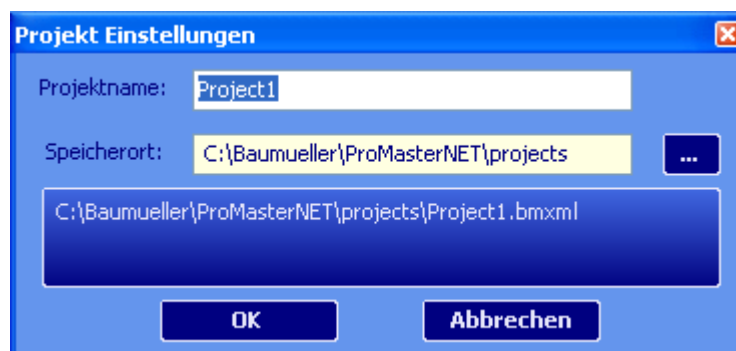 Projekt Einstellungen
Projektname: Project1
Speicherort: C:\Baumueller\ProMasterNET\projects ...
C:\Baumueller\ProMasterNET\projects\Project1.bmxml
OK Abbrechen